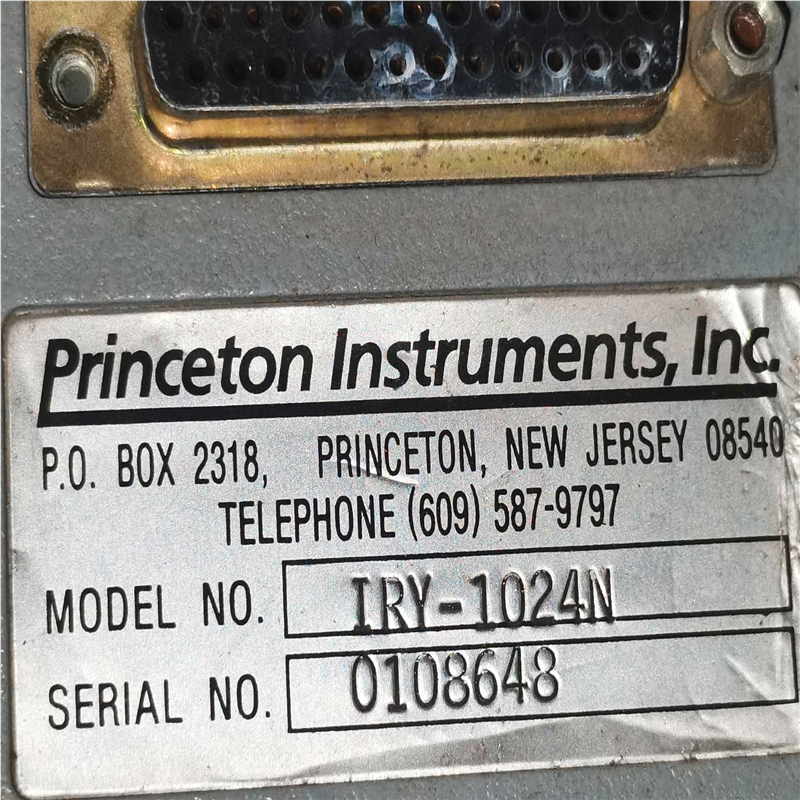 Princeton Instruments, Inc.
P.O. BOX 2318, PRINCETON, NEW JERSEY 08540
TELEPHONE (609) 587-9797
MODEL NO. IRY-1024N
SERIAL NO. 0108648